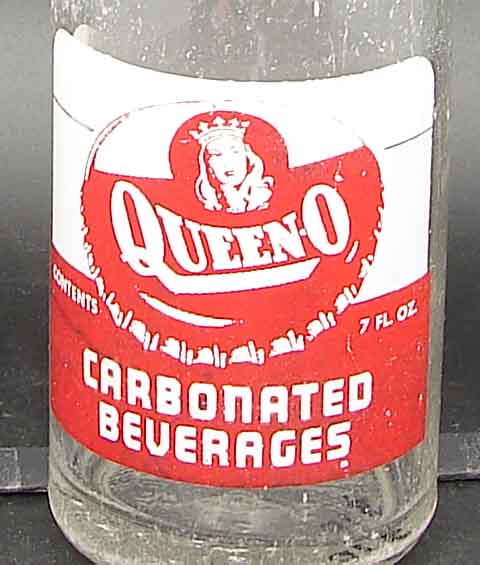 QUEEN-O
CONTENTS 7 FL. OZ.
CARBONATED
BEVERAGES